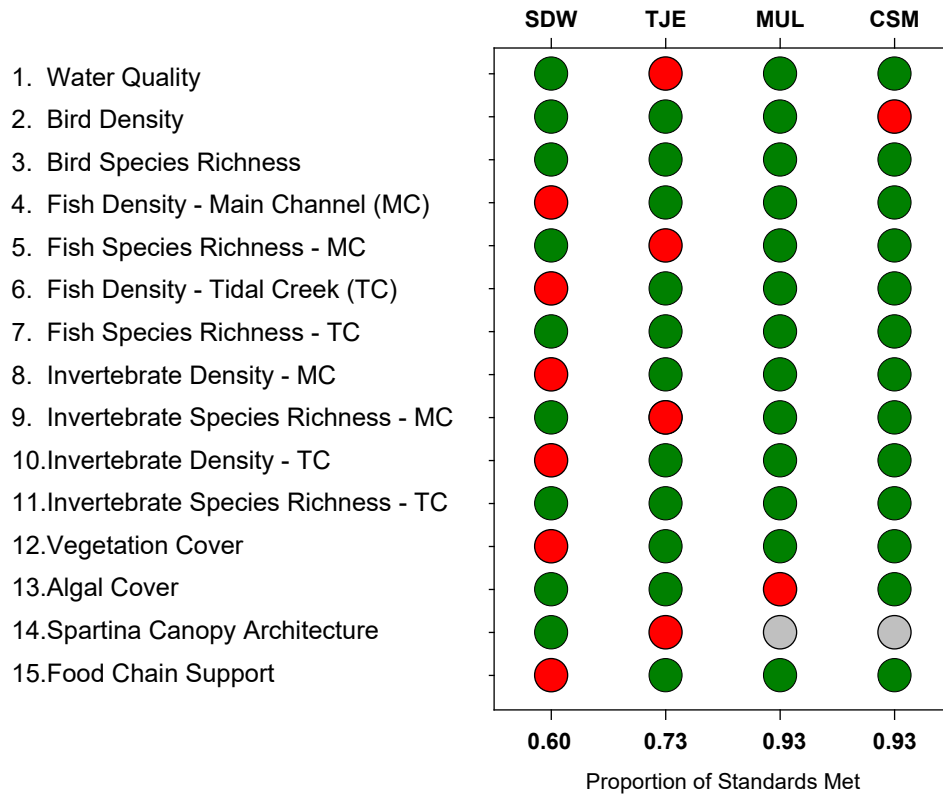 SDW TJE MUL CSM
1. Water Quality
2. Bird Density
3. Bird Species Richness
4. Fish Density - Main Channel (MC)
5. Fish Species Richness - MC
6. Fish Density - Tidal Creek (TC)
7. Fish Species Richness - TC
8. Invertebrate Density - MC
9. Invertebrate Species Richness - MC
10.Invertebrate Density - TC
11.Invertebrate Species Richness - TC
12.Vegetation Cover
13.Algal Cover
14.Spartina Canopy Architecture
15.Food Chain Support
0.60 0.73 0.93 0.93
Proportion of Standards Met